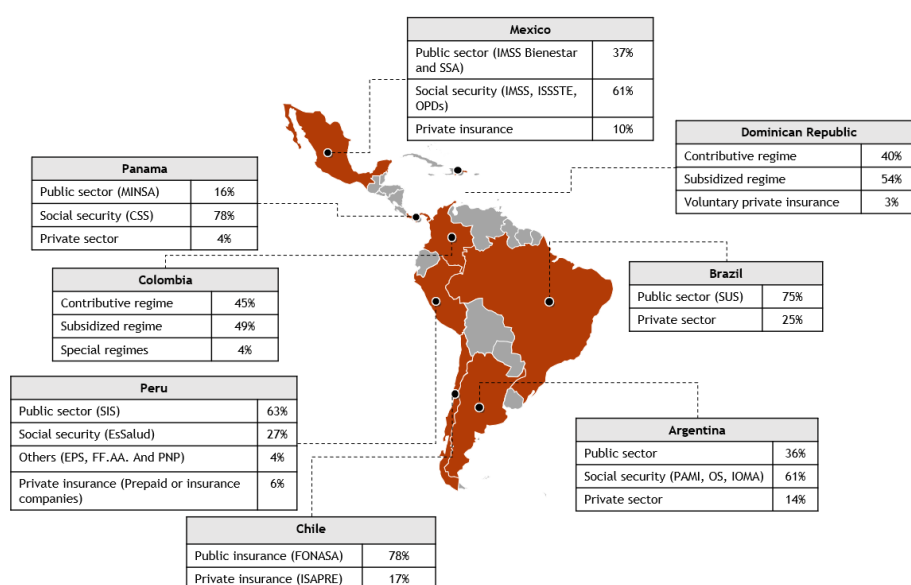 Mexico
Public sector (IMSS Bienestar
and SSA) 37%
Social security (IMSS, ISSSTE,
OPDs) 61%
Private insurance 10%
Dominican Republic
Contributive regime 40%
Subsidized regime 54%
Voluntary private insurance 3%
Panama
Public sector (MINSA) 16%
Social security (CSS) 78%
Private sector 4%
Colombia
Contributive regime 45%
Subsidized regime 49%
Special regimes 4%
Brazil
Public sector (SUS) 75%
Private sector 25%
Peru
Public sector (SIS) 63%
Social security (EsSalud) 27%
Others (EPS, FF.AA. And PNP) 4%
Private insurance (Prepaid or insurance
companies) 6%
Argentina
Public sector 36%
Social security (PAMI, OS, IOMA) 61%
Private sector 14%
Chile
Public insurance (FONASA) 78%
Private insurance (ISAPRE) 17%